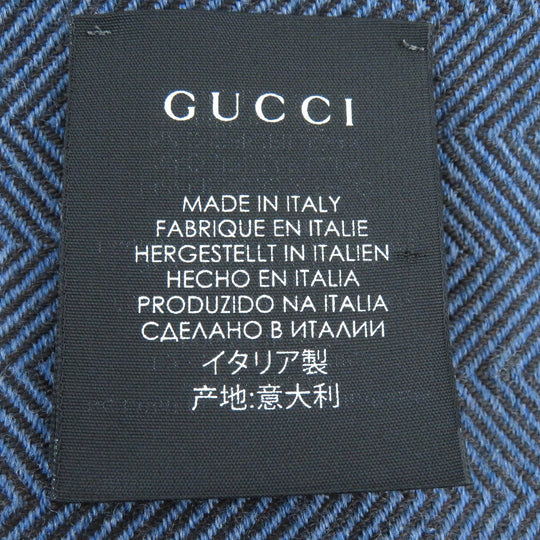 GUCCI
MADE IN ITALY
FABRIQUE EN ITALIE
HERGESTELLT IN ITALIEN
HECHO EN ITALIA
PRODUZIDO NA ITALIA
СДЕЛАНО В ИТАЛИИ
イタリア製
产地:意大利